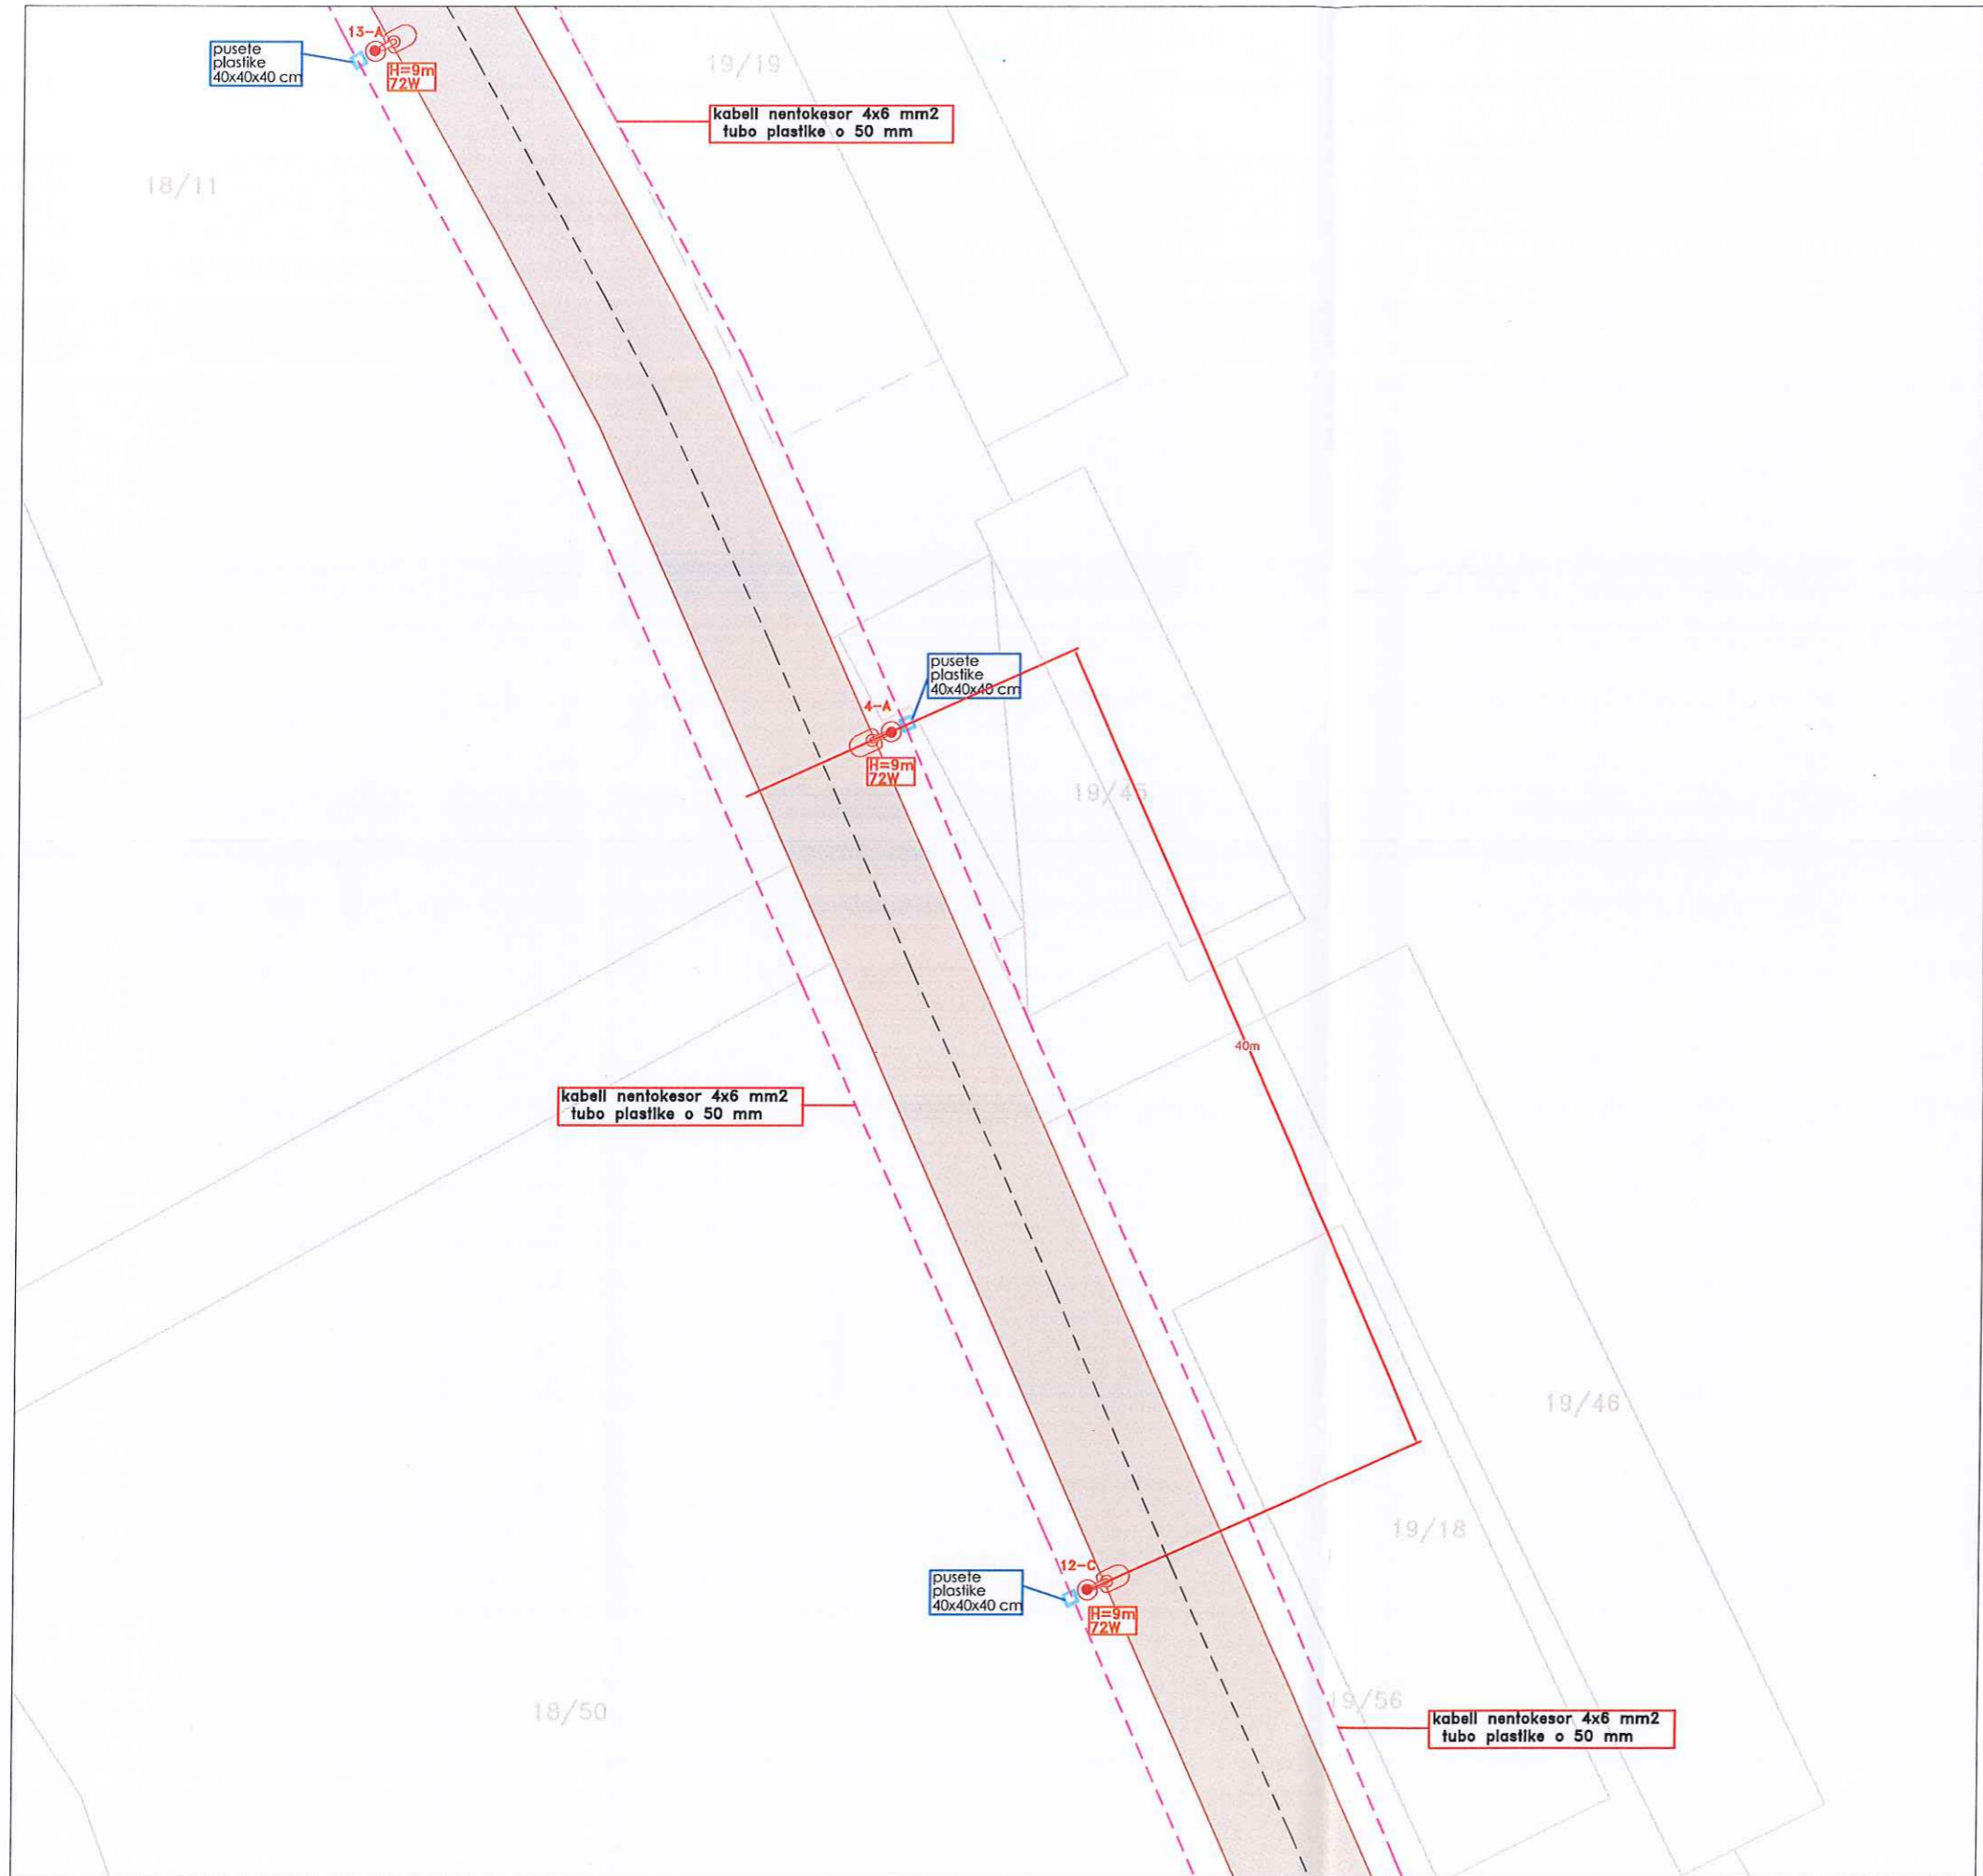 13-A
pusete
plastike
40x40x40 cm
H=9m
72W
19/19
kabell nentokesor 4x6 mm2
tubo plastike o 50 mm
18/11
pusete
plastike
40x40x40 cm
4-A
H=9m
72W
19/45
40m
kabell nentokesor 4x6 mm2
tubo plastike o 50 mm
19/46
19/18
12-C
pusete
plastike
40x40x40 cm
H=9m
72W
19/56
18/50
kabell nentokesor 4x6 mm2
tubo plastike o 50 mm